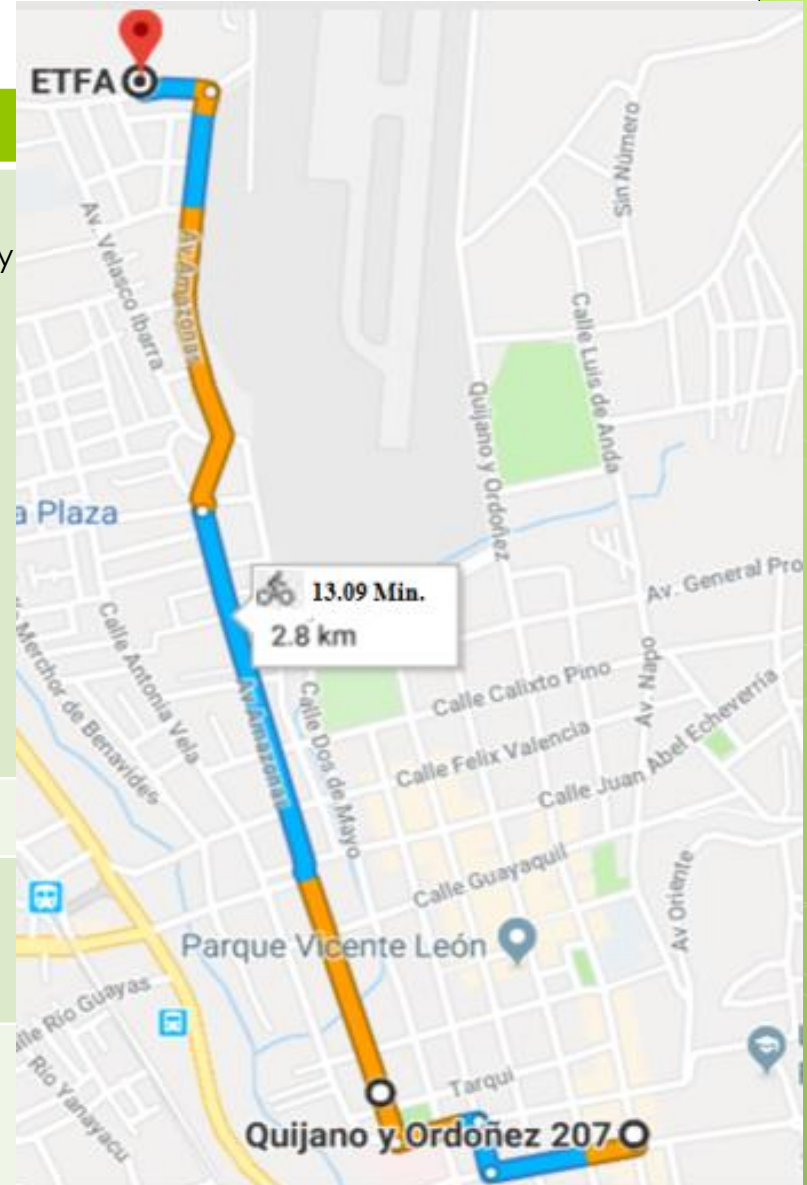 ETFA
y
Sin Número
Av. Velasco Ibarra
Av Amazonas
Calle Luis de Anda
Quijano y Ordoñez
a Plaza
Av. General Pro
13.09 Min.
2.8 km
Calle Antonia Vela
Merchor de Benavides
Av Amazonas
Calle Dos de Mayo
Calle Calixto Pino
Av. Napo
Calle Felix Valencia
Calle Juan Abel Echeverria
Calle Guayaquil
Av Oriente
Parque Vicente León
alle Río Guayas
Río Yanayacu
Tarqui
Quijano y Ordoñez 207